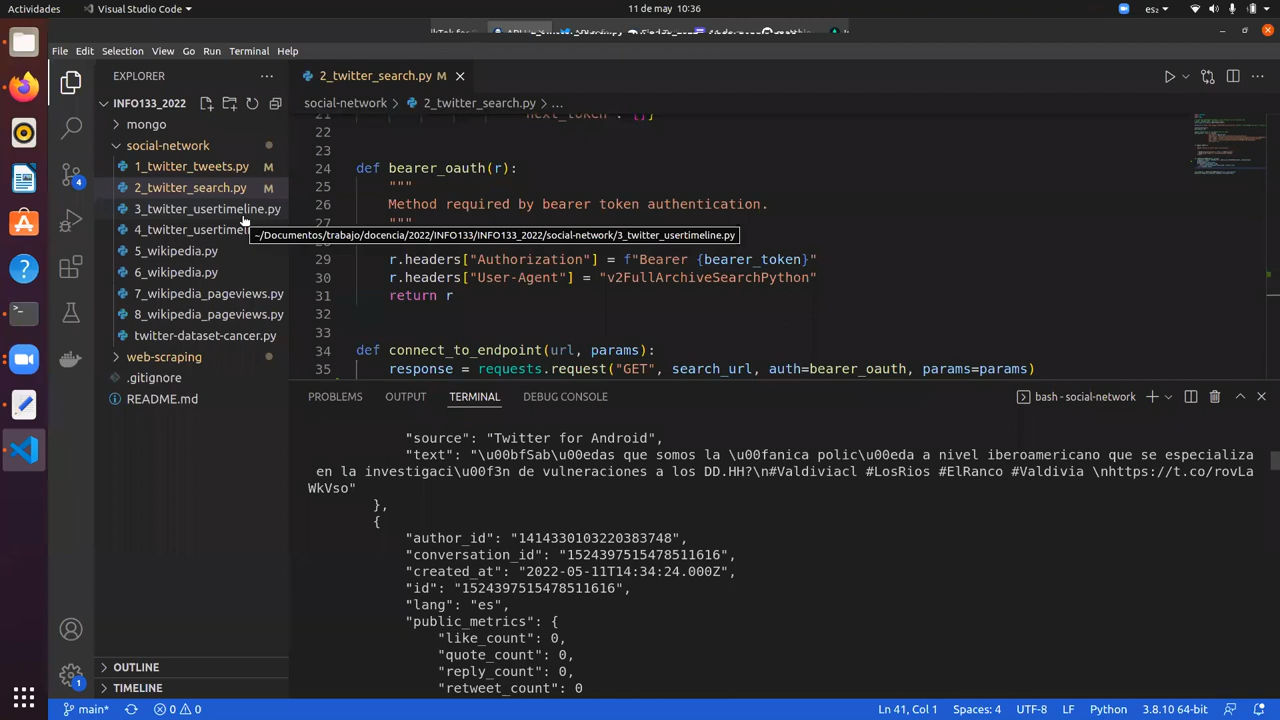 Actividades
Visual Studio Code
11 de may 10:36
es₂
File Edit Selection View Go Run Terminal Help
EXPLORER
INFO133_2022
mongo
social-network
1_twitter_tweets.py M
2_twitter_search.py M
3_twitter_usertimeline.py
4_twitter_usertimel
5_wikipedia.py
6_wikipedia.py
7_wikipedia_pageviews.py
8_wikipedia_pageviews.py
twitter-dataset-cancer.py
web-scraping
.gitignore
README.md
OUTLINE
TIMELINE
4
1
2_twitter_search.py M
social-network > 2_twitter_search.py > ...
21 next_token : {}}
22
23
24 def bearer_oauth(r):
25 """
26 Method required by bearer token authentication.
27 """
~/Documentos/trabajo/docencia/2022/INFO133/INFO133_2022/social-network/3_twitter_usertimeline.py
29 r.headers["Authorization"] = f"Bearer {bearer_token}"
30 r.headers["User-Agent"] = "v2FullArchiveSearchPython"
31 return r
32
33
34 def connect_to_endpoint(url, params):
35 response = requests.request("GET", search_url, auth=bearer_oauth, params=params)
PROBLEMS OUTPUT TERMINAL DEBUG CONSOLE
bash - social-network
"source": "Twitter for Android",
"text": "\u00bfSab\u00edas que somos la \u00fanica polic\u00eda a nivel iberoamericano que se especializa
en la investigaci\u00f3n de vulneraciones a los DD.HH?\n#Valdiviacl #LosRios #ElRanco #Valdivia \nhttps://t.co/rovLa
WkVso"
},
{
"author_id": "1414330103220383748",
"conversation_id": "1524397515478511616",
"created_at": "2022-05-11T14:34:24.000Z",
"id": "1524397515478511616",
"lang": "es",
"public_metrics": {
"like_count": 0,
"quote_count": 0,
"reply_count": 0,
"retweet_count": 0
main* 0 0 Ln 41, Col 1 Spaces: 4 UTF-8 LF Python 3.8.10 64-bit